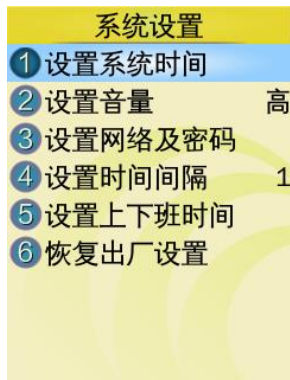 系统设置
1 设置系统时间
2 设置音量 高
3 设置网络及密码
4 设置时间间隔 1
5 设置上下班时间
6 恢复出厂设置